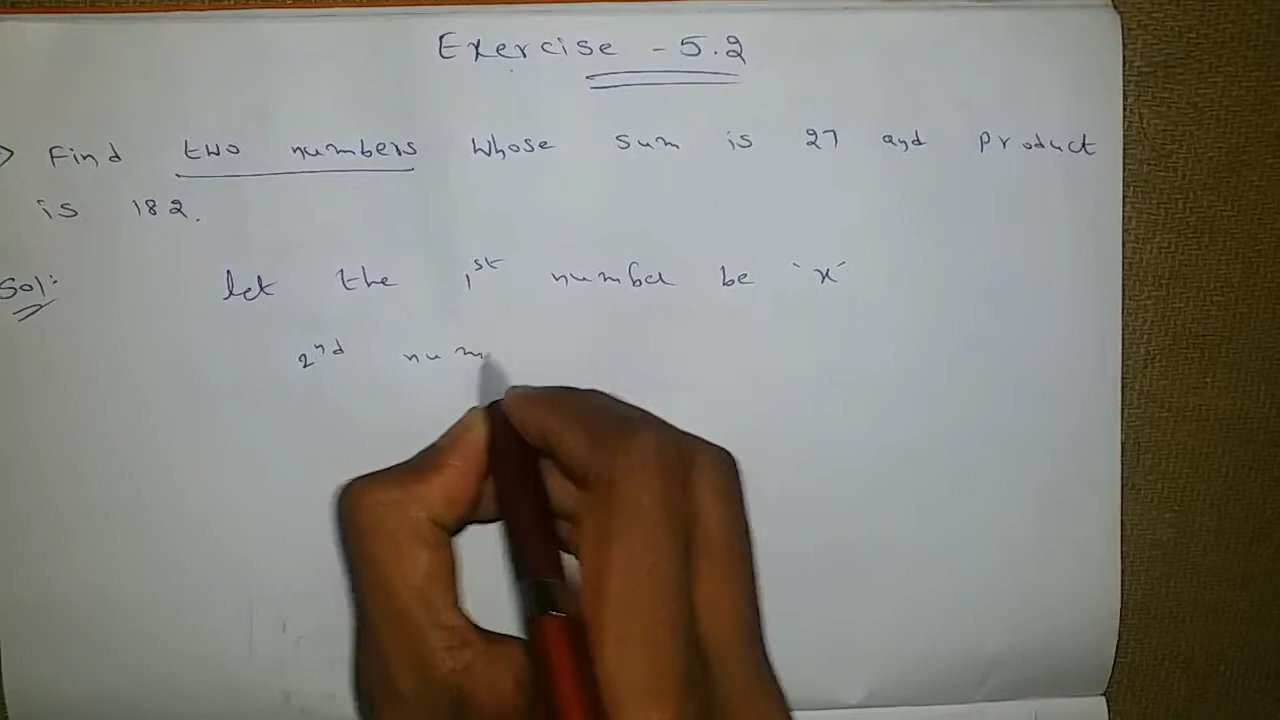 Exercise - 5.2
Find two numbers whose sum is 27 and product
is 182.
Sol:
let the 1st number be 'x'
2nd num